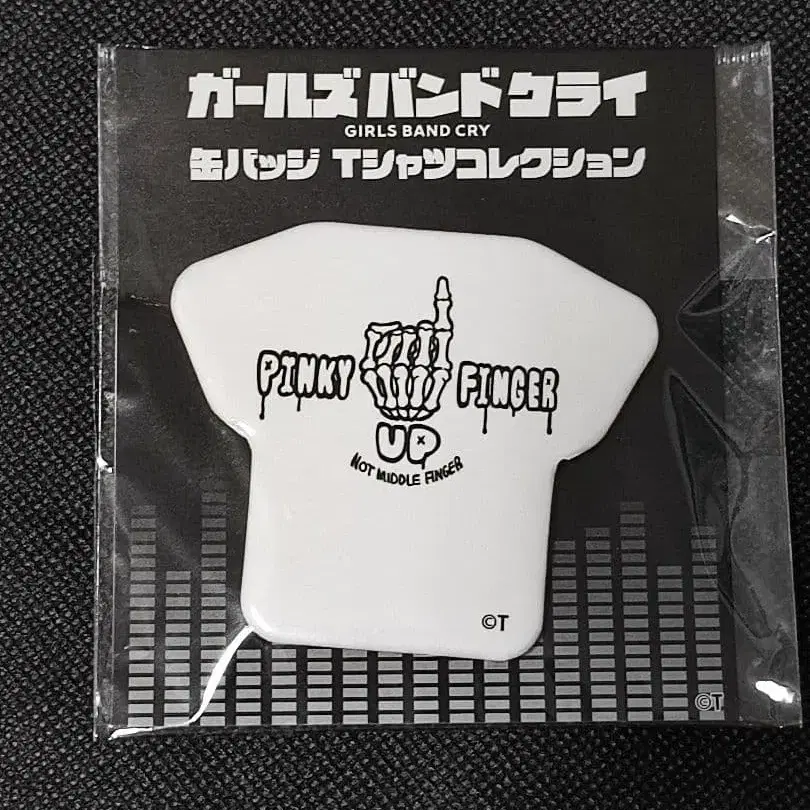 ガールズバンドクライ
GIRLS BAND CRY
缶バッジ Tシャツコレクション
PINKY FINGER
UP
NOT MIDDLE FINGER
©T
©T